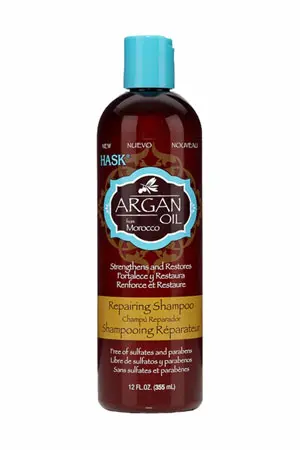 NEW NUEVO NOUVEAU
HASK
ARGAN
OIL
from
Morocco
Strengthens and Restores
Fortalece y Restaura
Renforce et Restaure
Repairing Shampoo
Champú Reparador
Shampooing Réparateur
Free of sulfates and parabens
Libre de sulfatos y parabenos
Sans sulfates et parabènes
12 FL.OZ. (355 mL)